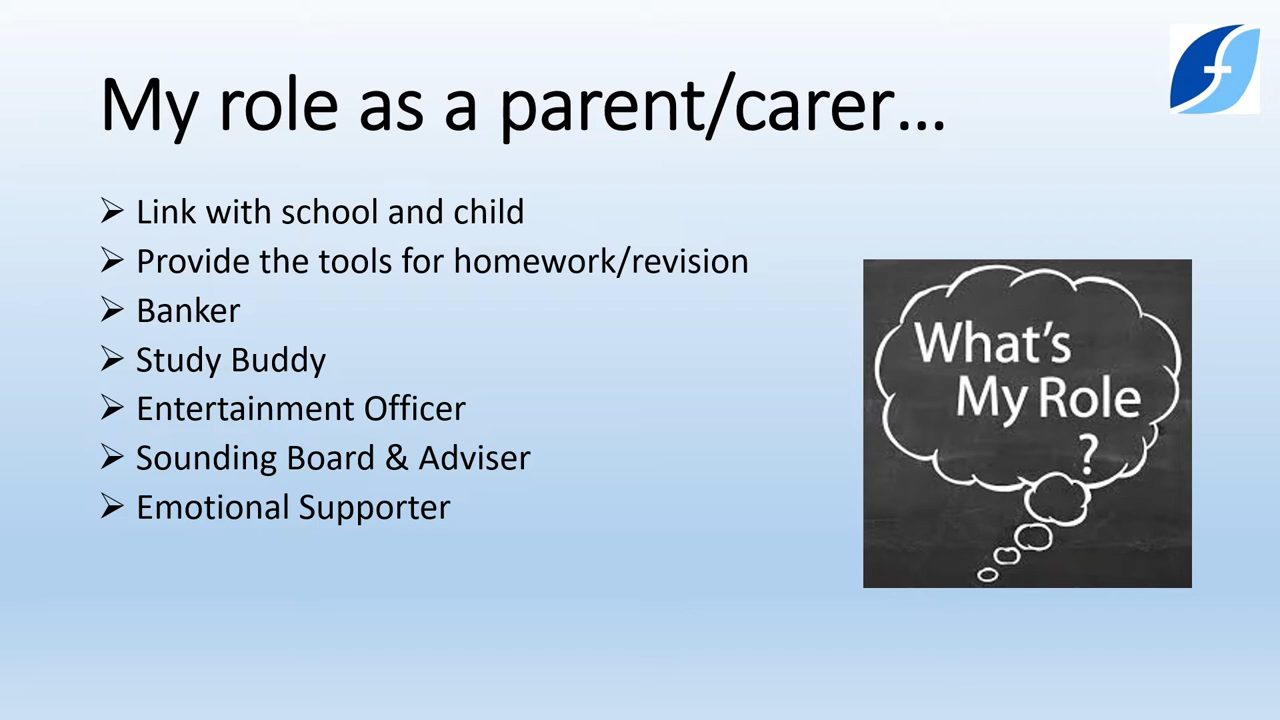 My role as a parent/carer…
➢ Link with school and child
➢ Provide the tools for homework/revision
➢ Banker
➢ Study Buddy
➢ Entertainment Officer
➢ Sounding Board & Adviser
➢ Emotional Supporter
What's
My Role
?